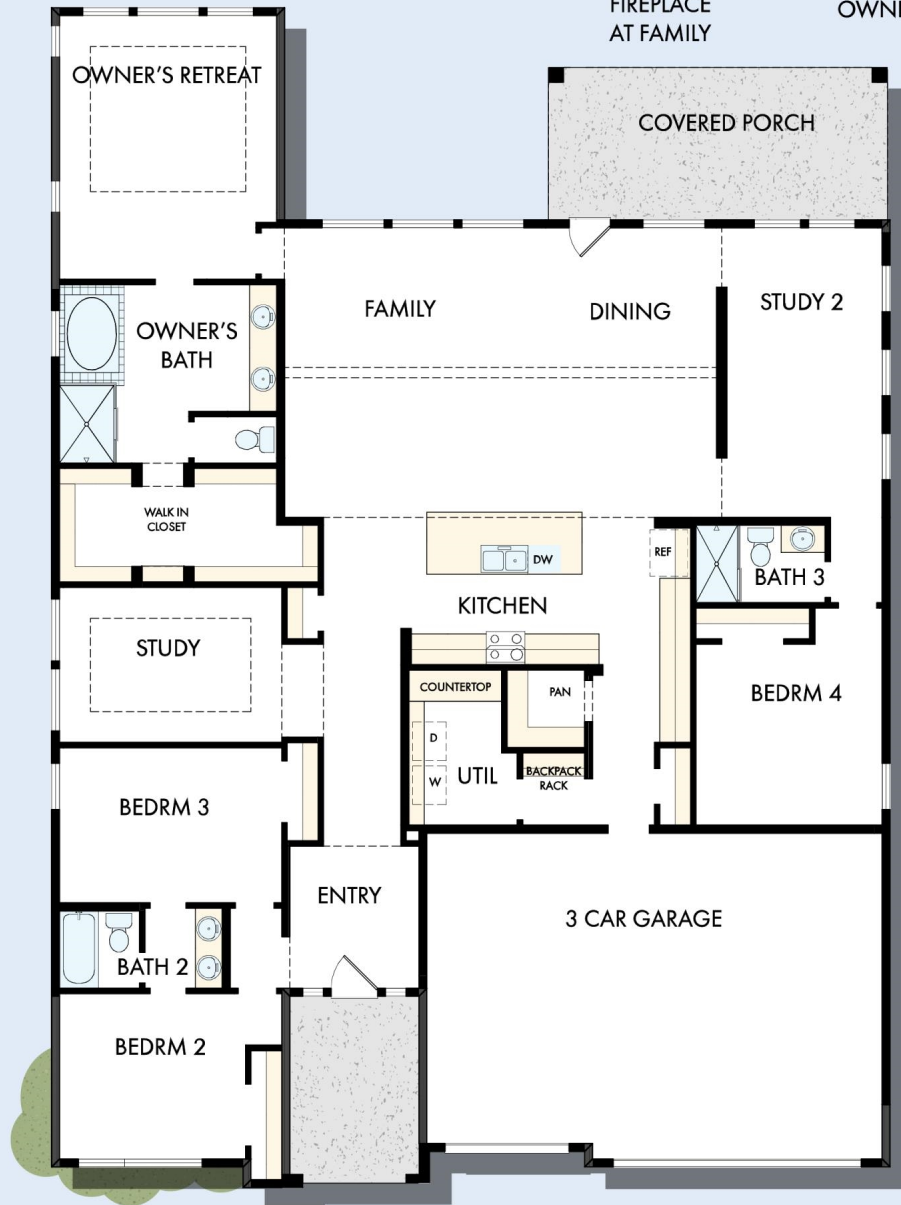 FIREPLACE
AT FAMILY
OWNE
OWNER'S RETREAT
COVERED PORCH
FAMILY
DINING
STUDY 2
OWNER'S
BATH
WALK IN
CLOSET
REF
DW
BATH 3
KITCHEN
STUDY
COUNTERTOP
PAN
BEDRM 4
D
W
UTIL
BACKPACK
RACK
BEDRM 3
ENTRY
3 CAR GARAGE
BATH 2
BEDRM 2